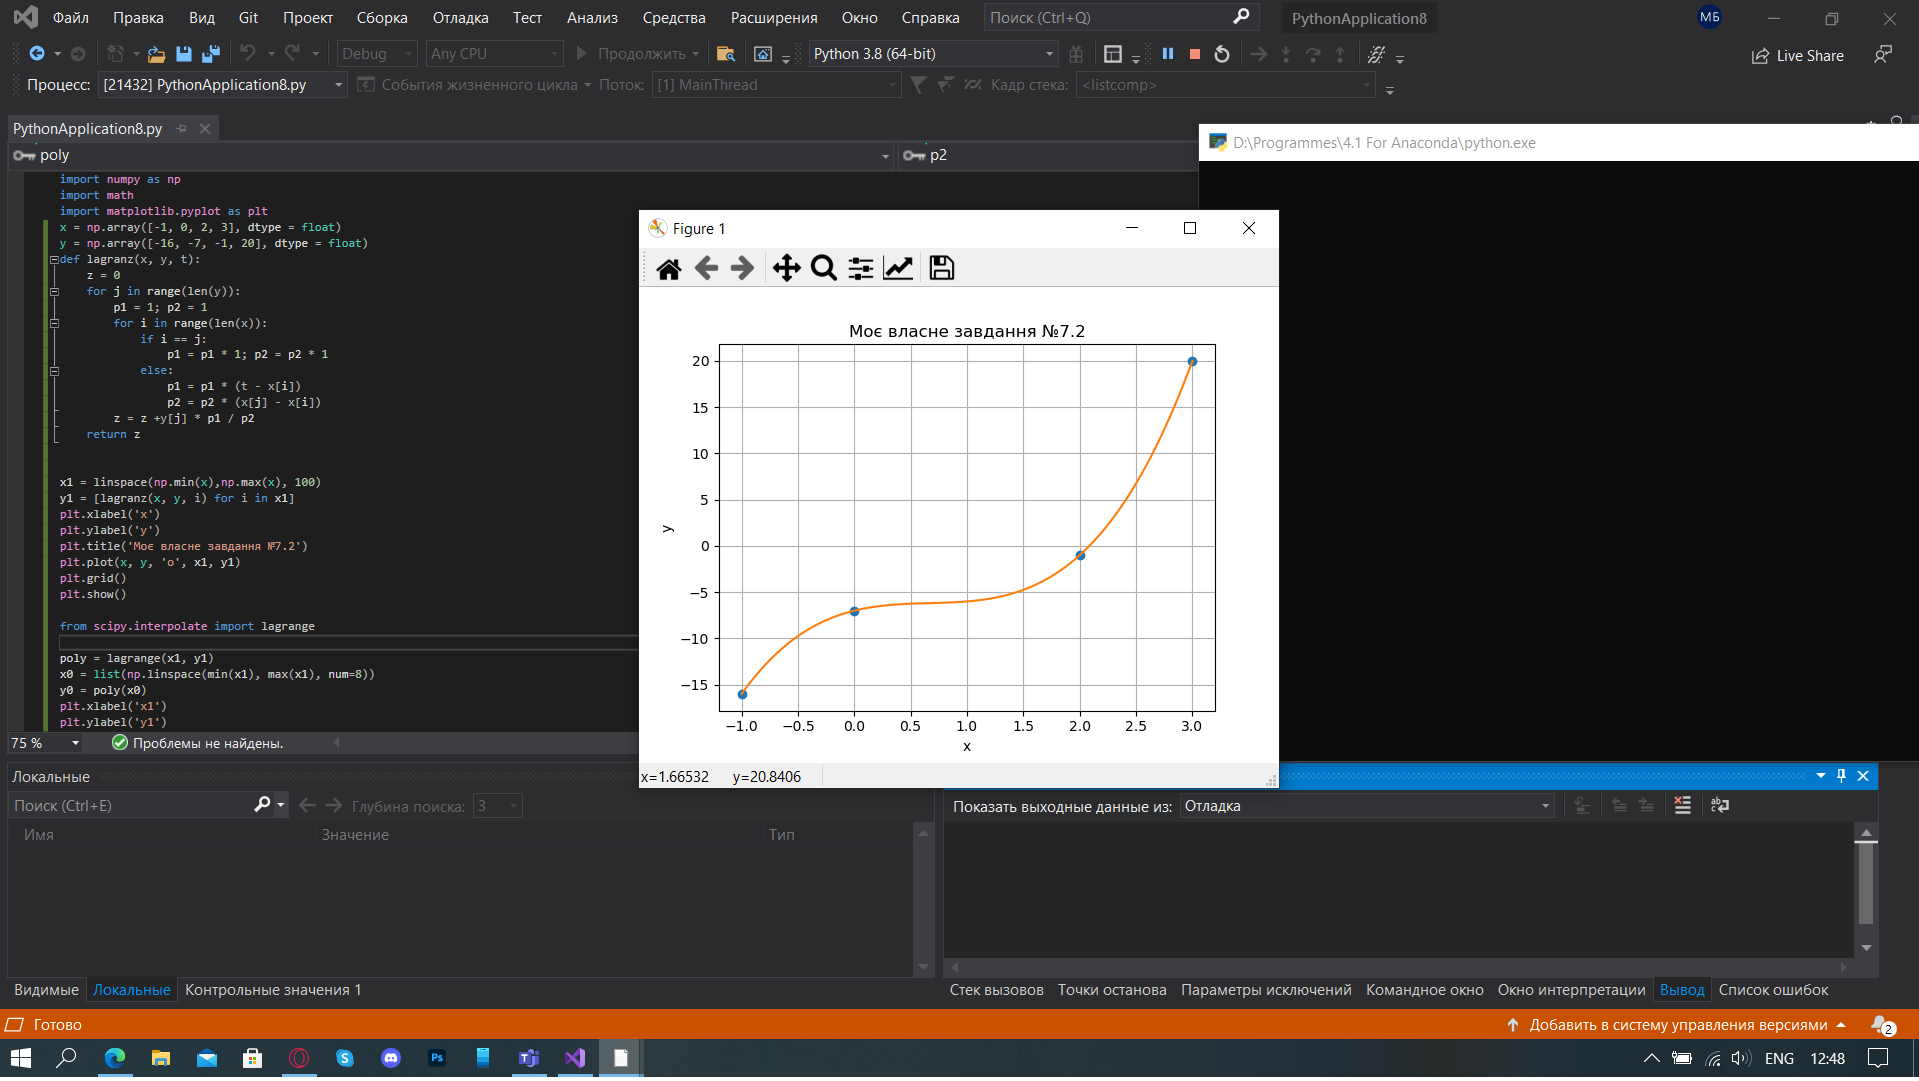 Файл Правка Вид Git Проект Сборка Отладка Тест Анализ Средства Расширения Окно Справка Поиск (Ctrl+Q) PythonApplication8 МБ
Debug Any CPU Продолжить Python 3.8 (64-bit) Live Share
Процесс: [21432] PythonApplication8.py События жизненного цикла Поток: [1] MainThread Кадр стека: <listcomp>
PythonApplication8.py
poly p2
D:\Programmes\4.1 For Anaconda\python.exe
import numpy as np
import math
import matplotlib.pyplot as plt
x = np.array([-1, 0, 2, 3], dtype = float)
y = np.array([-16, -7, -1, 20], dtype = float)
def lagranz(x, y, t):
z = 0
for j in range(len(y)):
p1 = 1; p2 = 1
for i in range(len(x)):
if i == j:
p1 = p1 * 1; p2 = p2 * 1
else:
p1 = p1 * (t - x[i])
p2 = p2 * (x[j] - x[i])
z = z +y[j] * p1 / p2
return z
x1 = linspace(np.min(x),np.max(x), 100)
y1 = [lagranz(x, y, i) for i in x1]
plt.xlabel('x')
plt.ylabel('y')
plt.title('Моє власне завдання №7.2')
plt.plot(x, y, 'o', x1, y1)
plt.grid()
plt.show()
from scipy.interpolate import lagrange
poly = lagrange(x1, y1)
x0 = list(np.linspace(min(x1), max(x1), num=8))
y0 = poly(x0)
plt.xlabel('x1')
plt.ylabel('y1')
75 % Проблемы не найдены.
Figure 1
Моє власне завдання №7.2
20
15
10
5
0
−5
−10
−15
y
−1.0 −0.5 0.0 0.5 1.0 1.5 2.0 2.5 3.0
x
x=1.66532 y=20.8406
Локальные
Поиск (Ctrl+E) Глубина поиска: 3
Имя Значение Тип
Видимые Локальные Контрольные значения 1
Показать выходные данные из: Отладка
Стек вызовов Точки останова Параметры исключений Командное окно Окно интерпретации Вывод Список ошибок
Готово Добавить в систему управления версиями 2
ENG 12:48